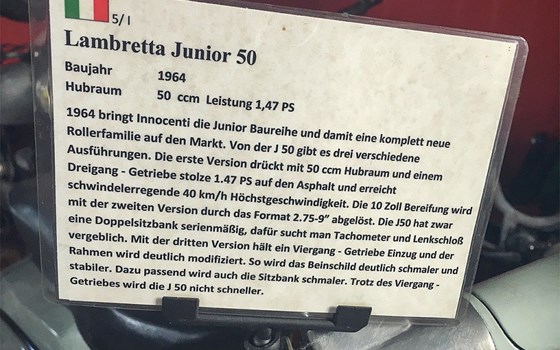 5/I
Lambretta Junior 50
Baujahr 1964
Hubraum 50 ccm Leistung 1,47 PS
1964 bringt Innocenti die Junior Baureihe und damit eine komplett neue
Rollerfamilie auf den Markt. Von der J 50 gibt es drei verschiedene
Ausführungen. Die erste Version drückt mit 50 ccm Hubraum und einem
Dreigang - Getriebe stolze 1.47 PS auf den Asphalt und erreicht
schwindelerregende 40 km/h Höchstgeschwindigkeit. Die 10 Zoll Bereifung wird
mit der zweiten Version durch das Format 2.75-9" abgelöst. Die J50 hat zwar
eine Doppelsitzbank serienmäßig, dafür sucht man Tachometer und Lenkschloß
vergeblich. Mit der dritten Version hält ein Viergang - Getriebe Einzug und der
Rahmen wird deutlich modifiziert. So wird das Beinschild deutlich schmaler und
stabiler. Dazu passend wird auch die Sitzbank schmaler. Trotz des Viergang -
Getriebes wird die J 50 nicht schneller.